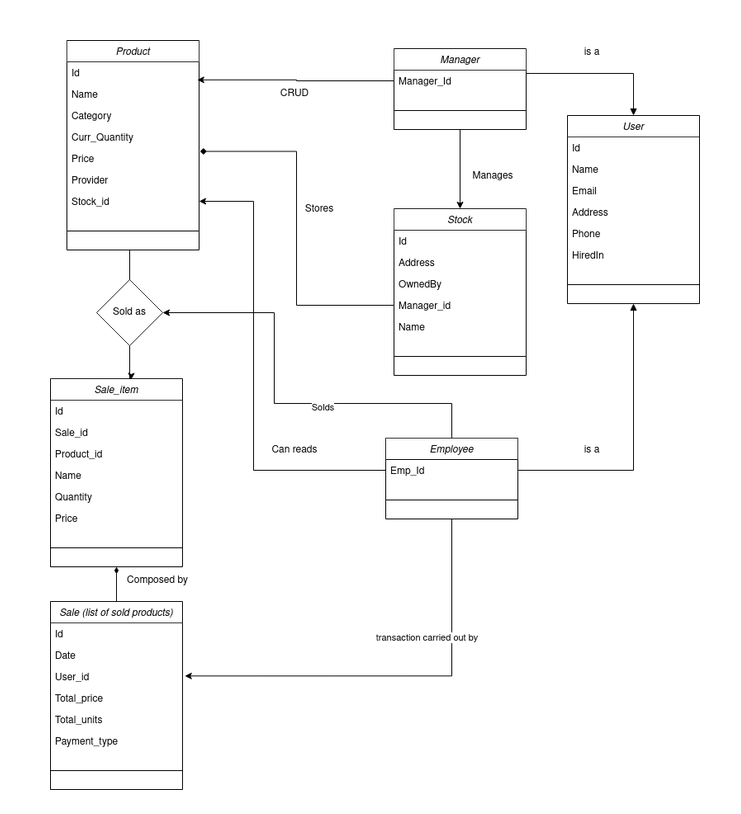 Product
Id
Name
Category
Curr_Quantity
Price
Provider
Stock_id
Manager
Manager_Id
is a
CRUD
User
Id
Name
Email
Address
Phone
HiredIn
Manages
Stores
Stock
Id
Address
OwnedBy
Manager_id
Name
Sold as
Sale_item
Id
Sale_id
Product_id
Name
Quantity
Price
Solds
Can reads
Employee
Emp_Id
is a
Composed by
Sale (list of sold products)
Id
Date
User_id
Total_price
Total_units
Payment_type
transaction carried out by